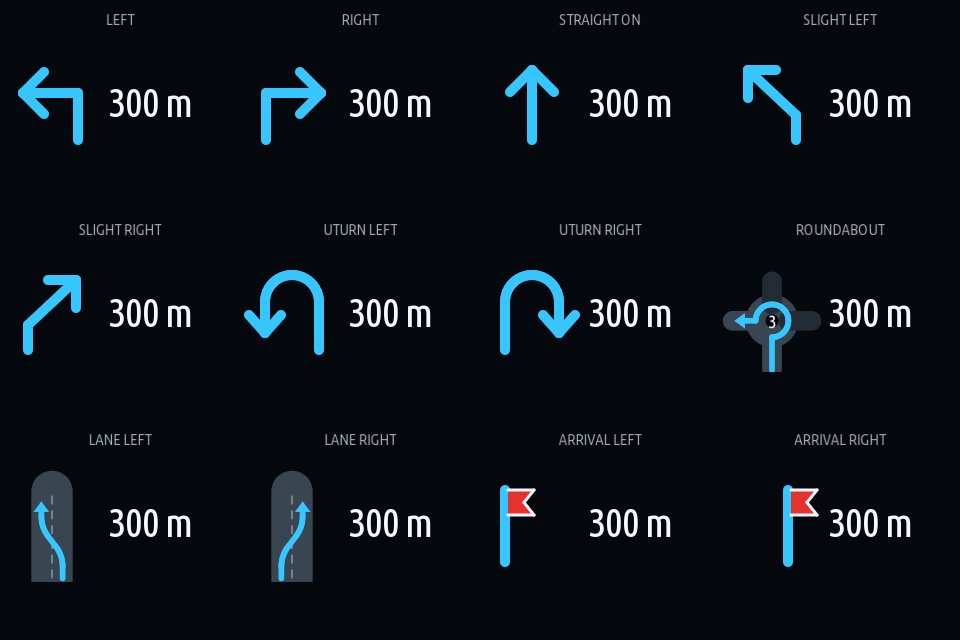 LEFT
RIGHT
STRAIGHT ON
SLIGHT LEFT
300 m
300 m
300 m
300 m
SLIGHT RIGHT
UTURN LEFT
UTURN RIGHT
ROUNDABOUT
300 m
300 m
300 m
3
300 m
LANE LEFT
LANE RIGHT
ARRIVAL LEFT
ARRIVAL RIGHT
300 m
300 m
300 m
300 m